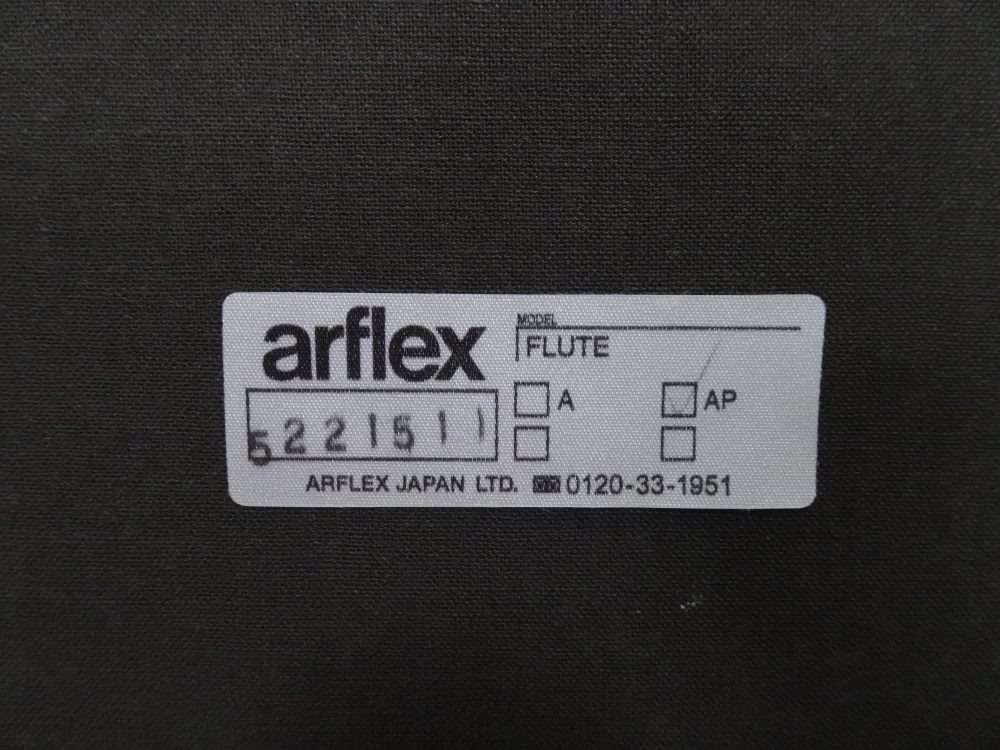 arflex
MODEL
FLUTE
A
AP
5221511
ARFLEX JAPAN LTD. 0120-33-1951